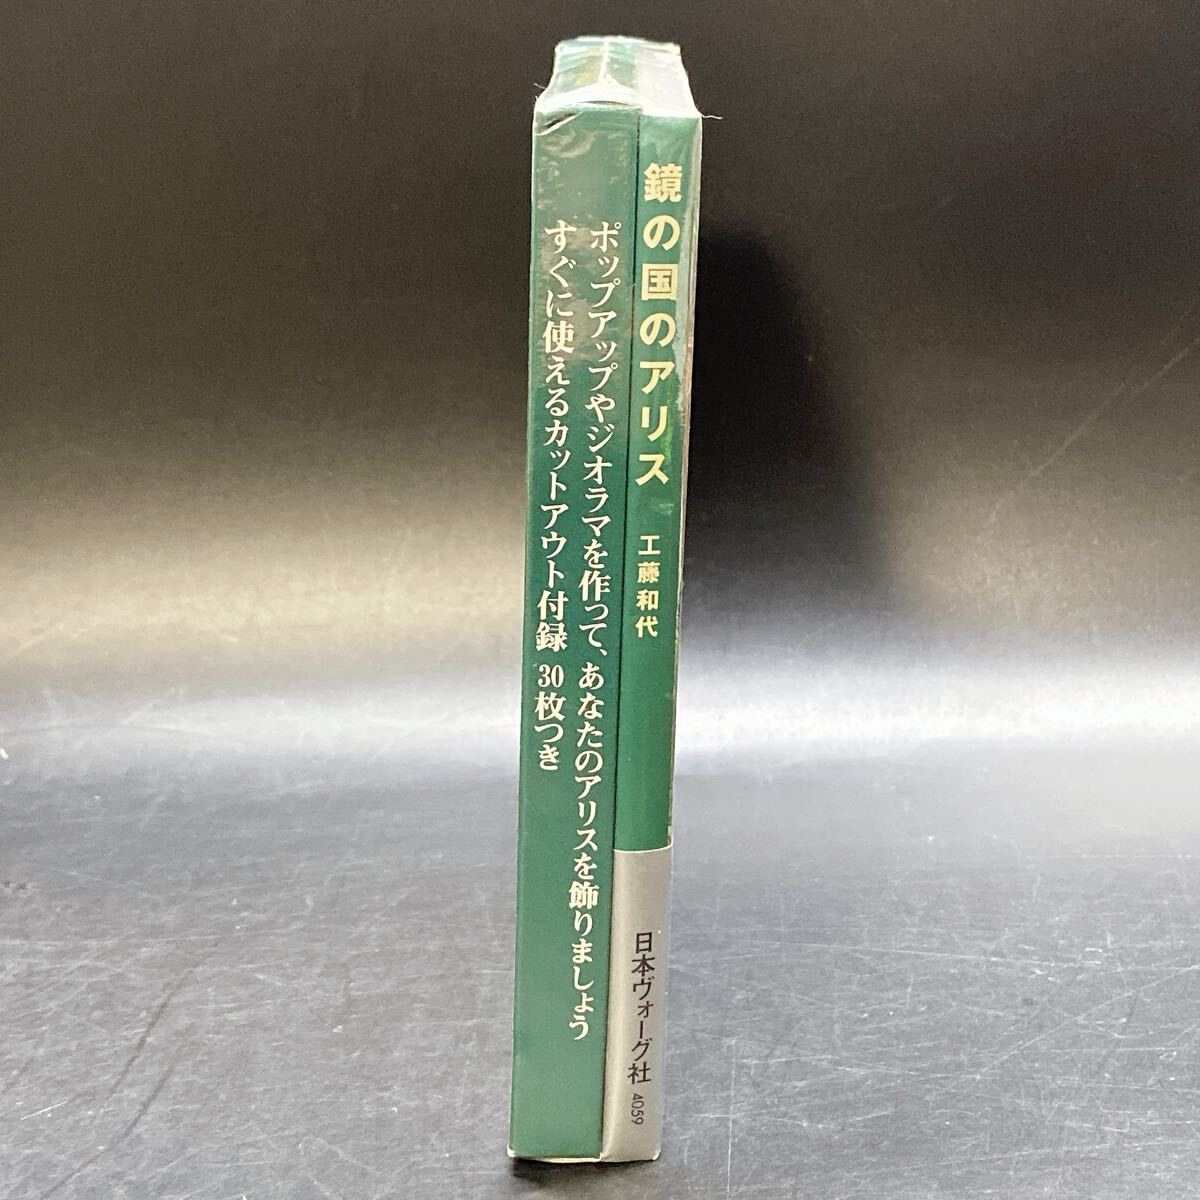 鏡の国のアリス
工藤和代
日本ヴォーグ社
4059
ポップアップやジオラマを作って、あなたのアリスを飾りましょう
すぐに使えるカットアウト付録 30枚つき